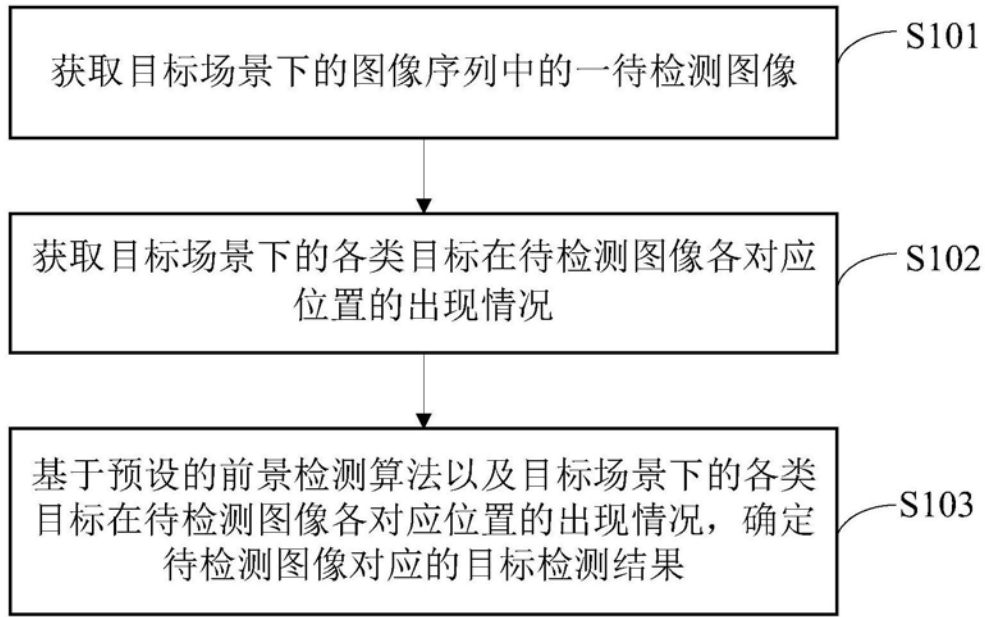 获取目标场景下的图像序列中的一待检测图像
S101
获取目标场景下的各类目标在待检测图像各对应
位置的出现情况
S102
基于预设的前景检测算法以及目标场景下的各类
目标在待检测图像各对应位置的出现情况，确定
待检测图像对应的目标检测结果
S103